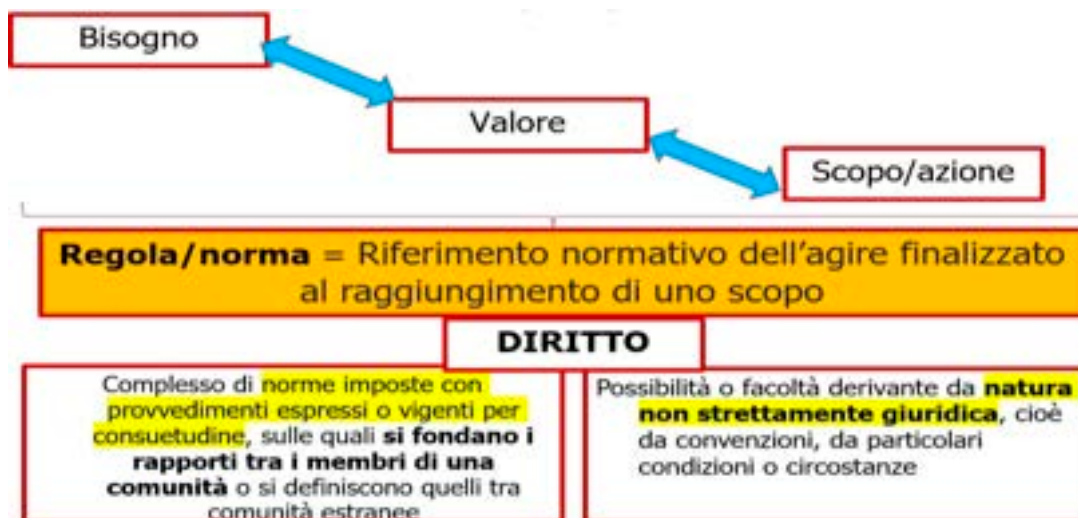 Bisogno
Valore
Scopo/azione
Regola/norma = Riferimento normativo dell'agire finalizzato
al raggiungimento di uno scopo
DIRITTO
Complesso di norme imposte con
provvedimenti espressi o vigenti per
consuetudine, sulle quali si fondano i
rapporti tra i membri di una
comunità o si definiscono quelli tra
comunità estranee
Possibilità o facoltà derivante da natura
non strettamente giuridica, cioè
da convenzioni, da particolari
condizioni o circostanze